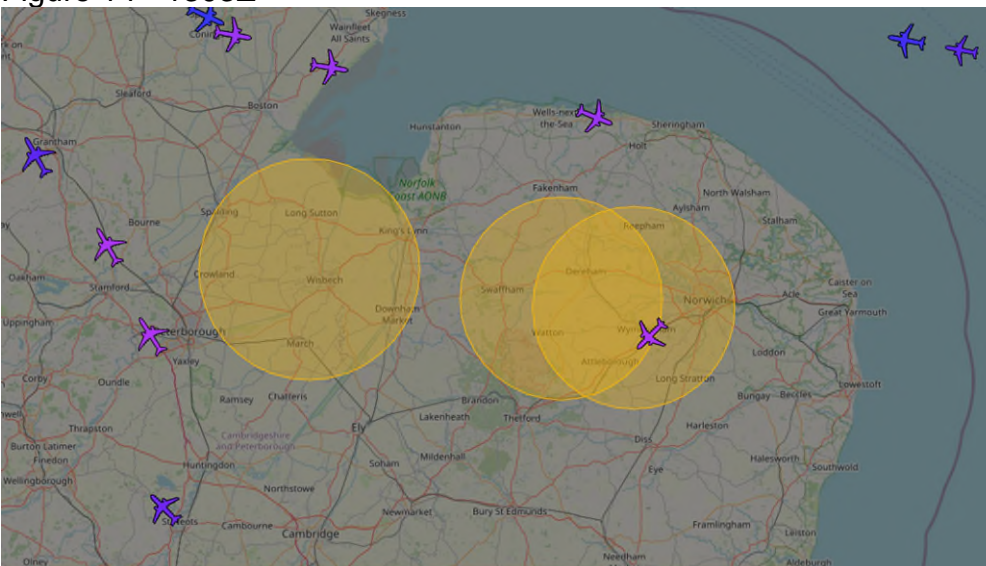 Skegness
Wainfleet
All Saints
Sleaford
Boston
Grantham
Hunstanton
Wells-next
the-Sea
Sheringham
Holt
Norfolk
Coast AONB
Fakenham
North Walsham
Aylsham
Stalham
Bourne
Spalding
Long Sutton
King's Lynn
Reepham
Oakham
Stamford
Crowland
Wisbech
Swaffham
Dereham
Norwich
Acle
Caister on
Sea
Great Yarmouth
Uppingham
Downham
Market
Watton
March
Yaxley
Attleborough
Loddon
Corby
Oundle
Long Stratton
Lowestoft
Ramsey
Chatteris
Brandon
Bungay
Beccles
Thrapston
Lakenheath
Thetford
Harleston
Ely
Cambridgeshire
and Peterborough
Diss
Burton Latimer
Finedon
Huntingdon
Soham
Mildenhall
Eye
Halesworth
Southwold
Wellingborough
Northstowe
Newmarket
Bury St Edmunds
Cambourne
Cambridge
Framlingham
Leiston
Needham
Olney
Aldeburgh